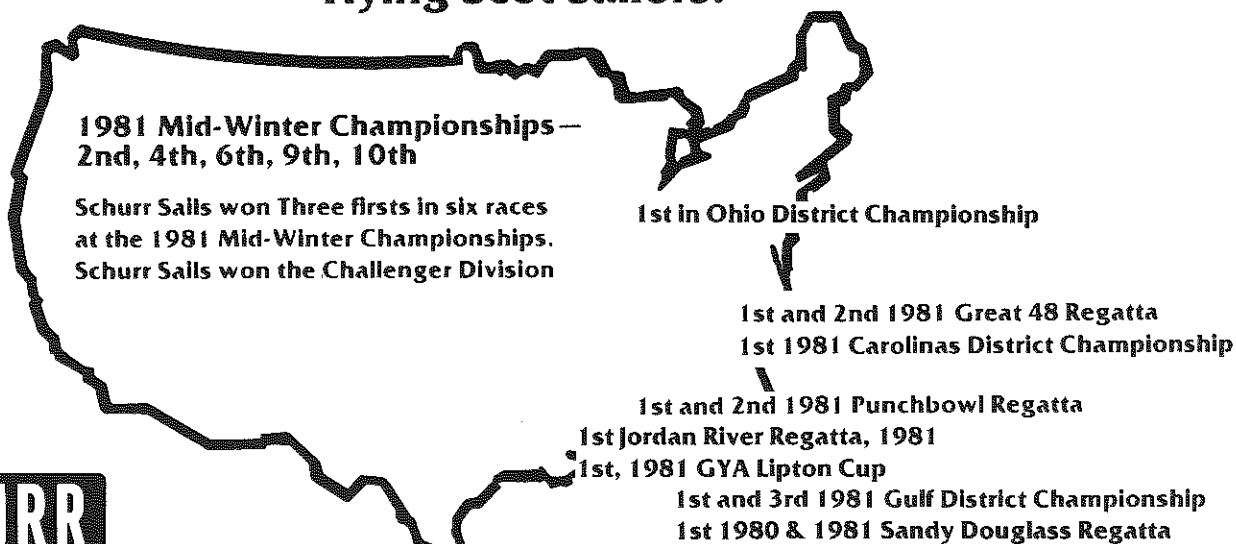 Flying Scot Sailors:
1981 Mid-Winter Championships—
2nd, 4th, 6th, 9th, 10th
Schurr Sails won Three firsts in six races
at the 1981 Mid-Winter Championships.
Schurr Sails won the Challenger Division
1st in Ohio District Championship
1st and 2nd 1981 Great 48 Regatta
1st 1981 Carolinas District Championship
1st and 2nd 1981 Punchbowl Regatta
1st Jordan River Regatta, 1981
1st, 1981 GYA Lipton Cup
1st and 3rd 1981 Gulf District Championship
1st 1980 & 1981 Sandy Douglass Regatta